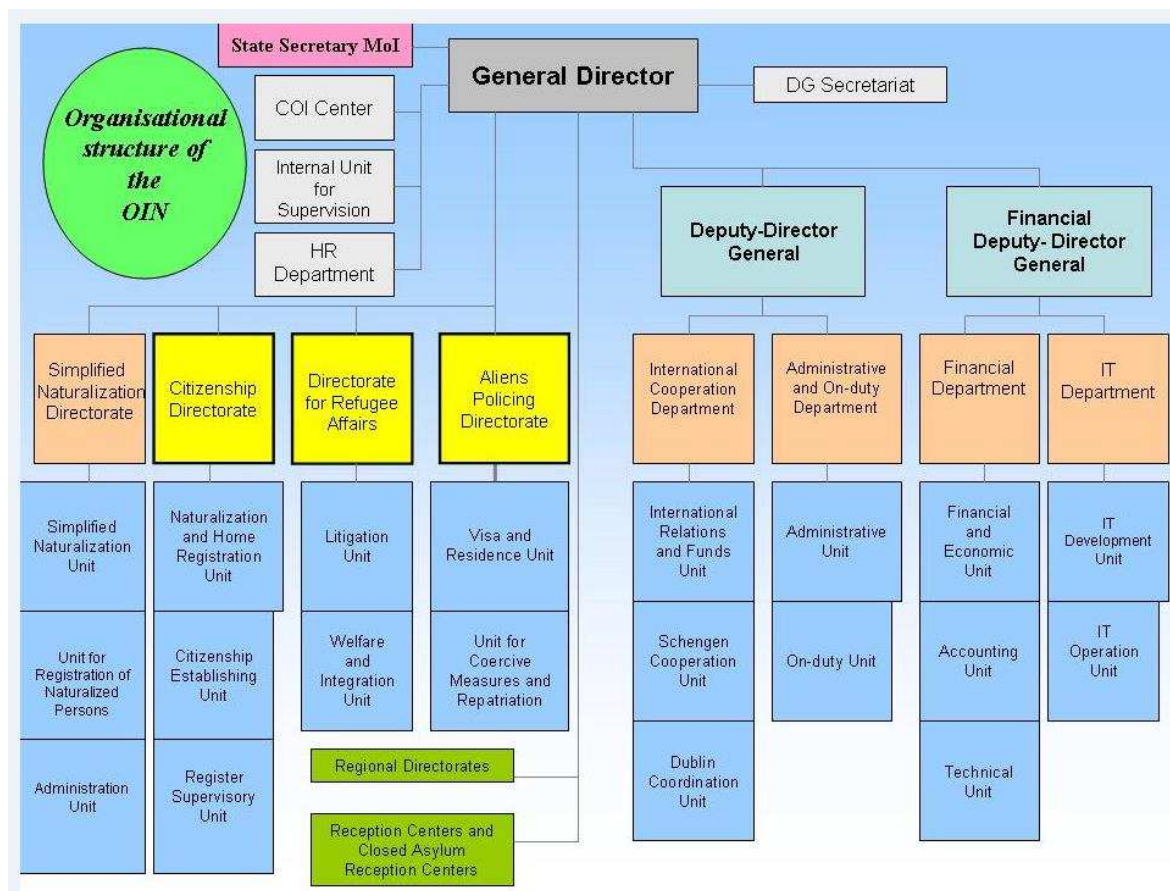 State Secretary MoI
General Director
DG Secretariat
Organisational
structure of
the
OIN
COI Center
Internal Unit
for
Supervision
HR
Department
Deputy-Director
General
Financial
Deputy- Director
General
Simplified
Naturalization
Directorate
Citizenship
Directorate
Directorate
for Refugee
Affairs
Aliens
Policing
Directorate
International
Cooperation
Department
Administrative
and On-duty
Department
Financial
Department
IT
Department
Simplified
Naturalization
Unit
Naturalization
and Home
Registration
Unit
Litigation
Unit
Visa and
Residence Unit
International
Relations
and Funds
Unit
Administrative
Unit
Financial
and
Economic
Unit
IT
Development
Unit
Unit for
Registration of
Naturalized
Persons
Citizenship
Establishing
Unit
Welfare
and
Integration
Unit
Unit for
Coercive
Measures and
Repatriation
Schengen
Cooperation
Unit
On-duty Unit
Accounting
Unit
IT
Operation
Unit
Administration
Unit
Register
Supervisory
Unit
Regional Directorates
Reception Centers and
Closed Asylum
Reception Centers
Dublin
Coordination
Unit
Technical
Unit